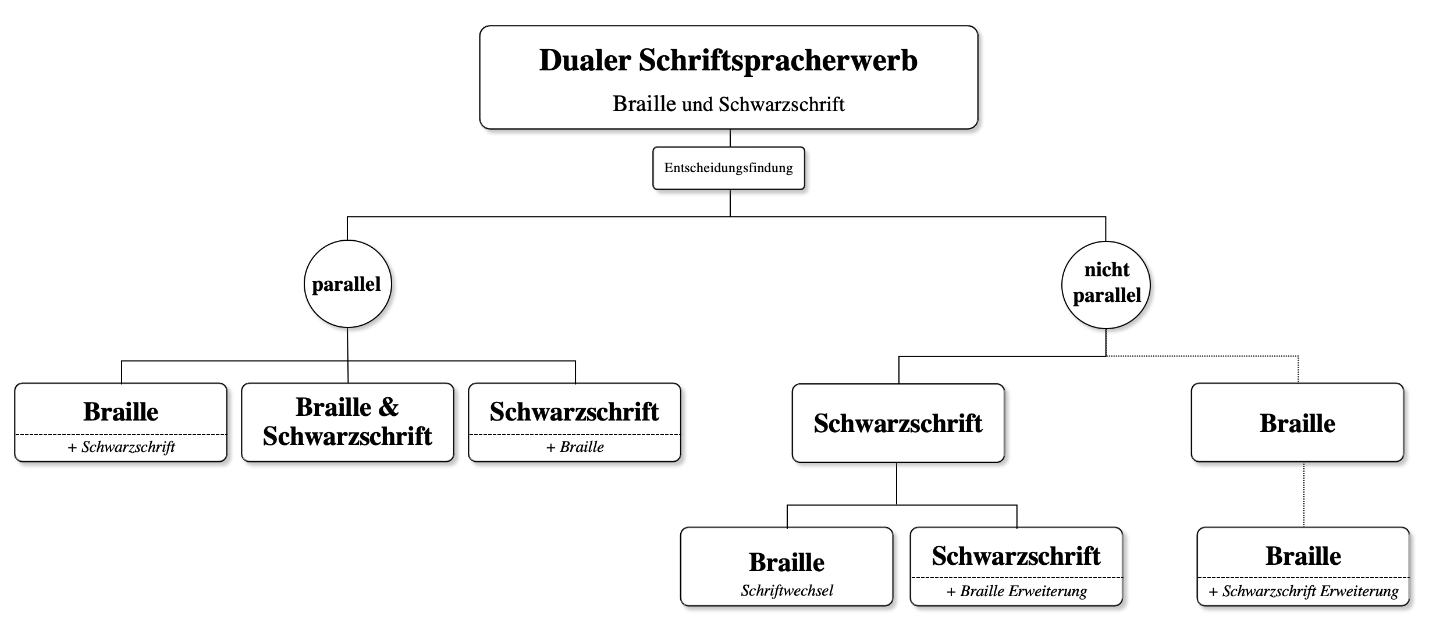 Dualer Schriftspracherwerb
Braille und Schwarzschrift
Entscheidungsfindung
parallel
nicht
parallel
Braille
+ Schwarzschrift
Braille &
Schwarzschrift
Schwarzschrift
+ Braille
Schwarzschrift
Braille
Braille
Schriftwechsel
Schwarzschrift
+ Braille Erweiterung
Braille
+ Schwarzschrift Erweiterung